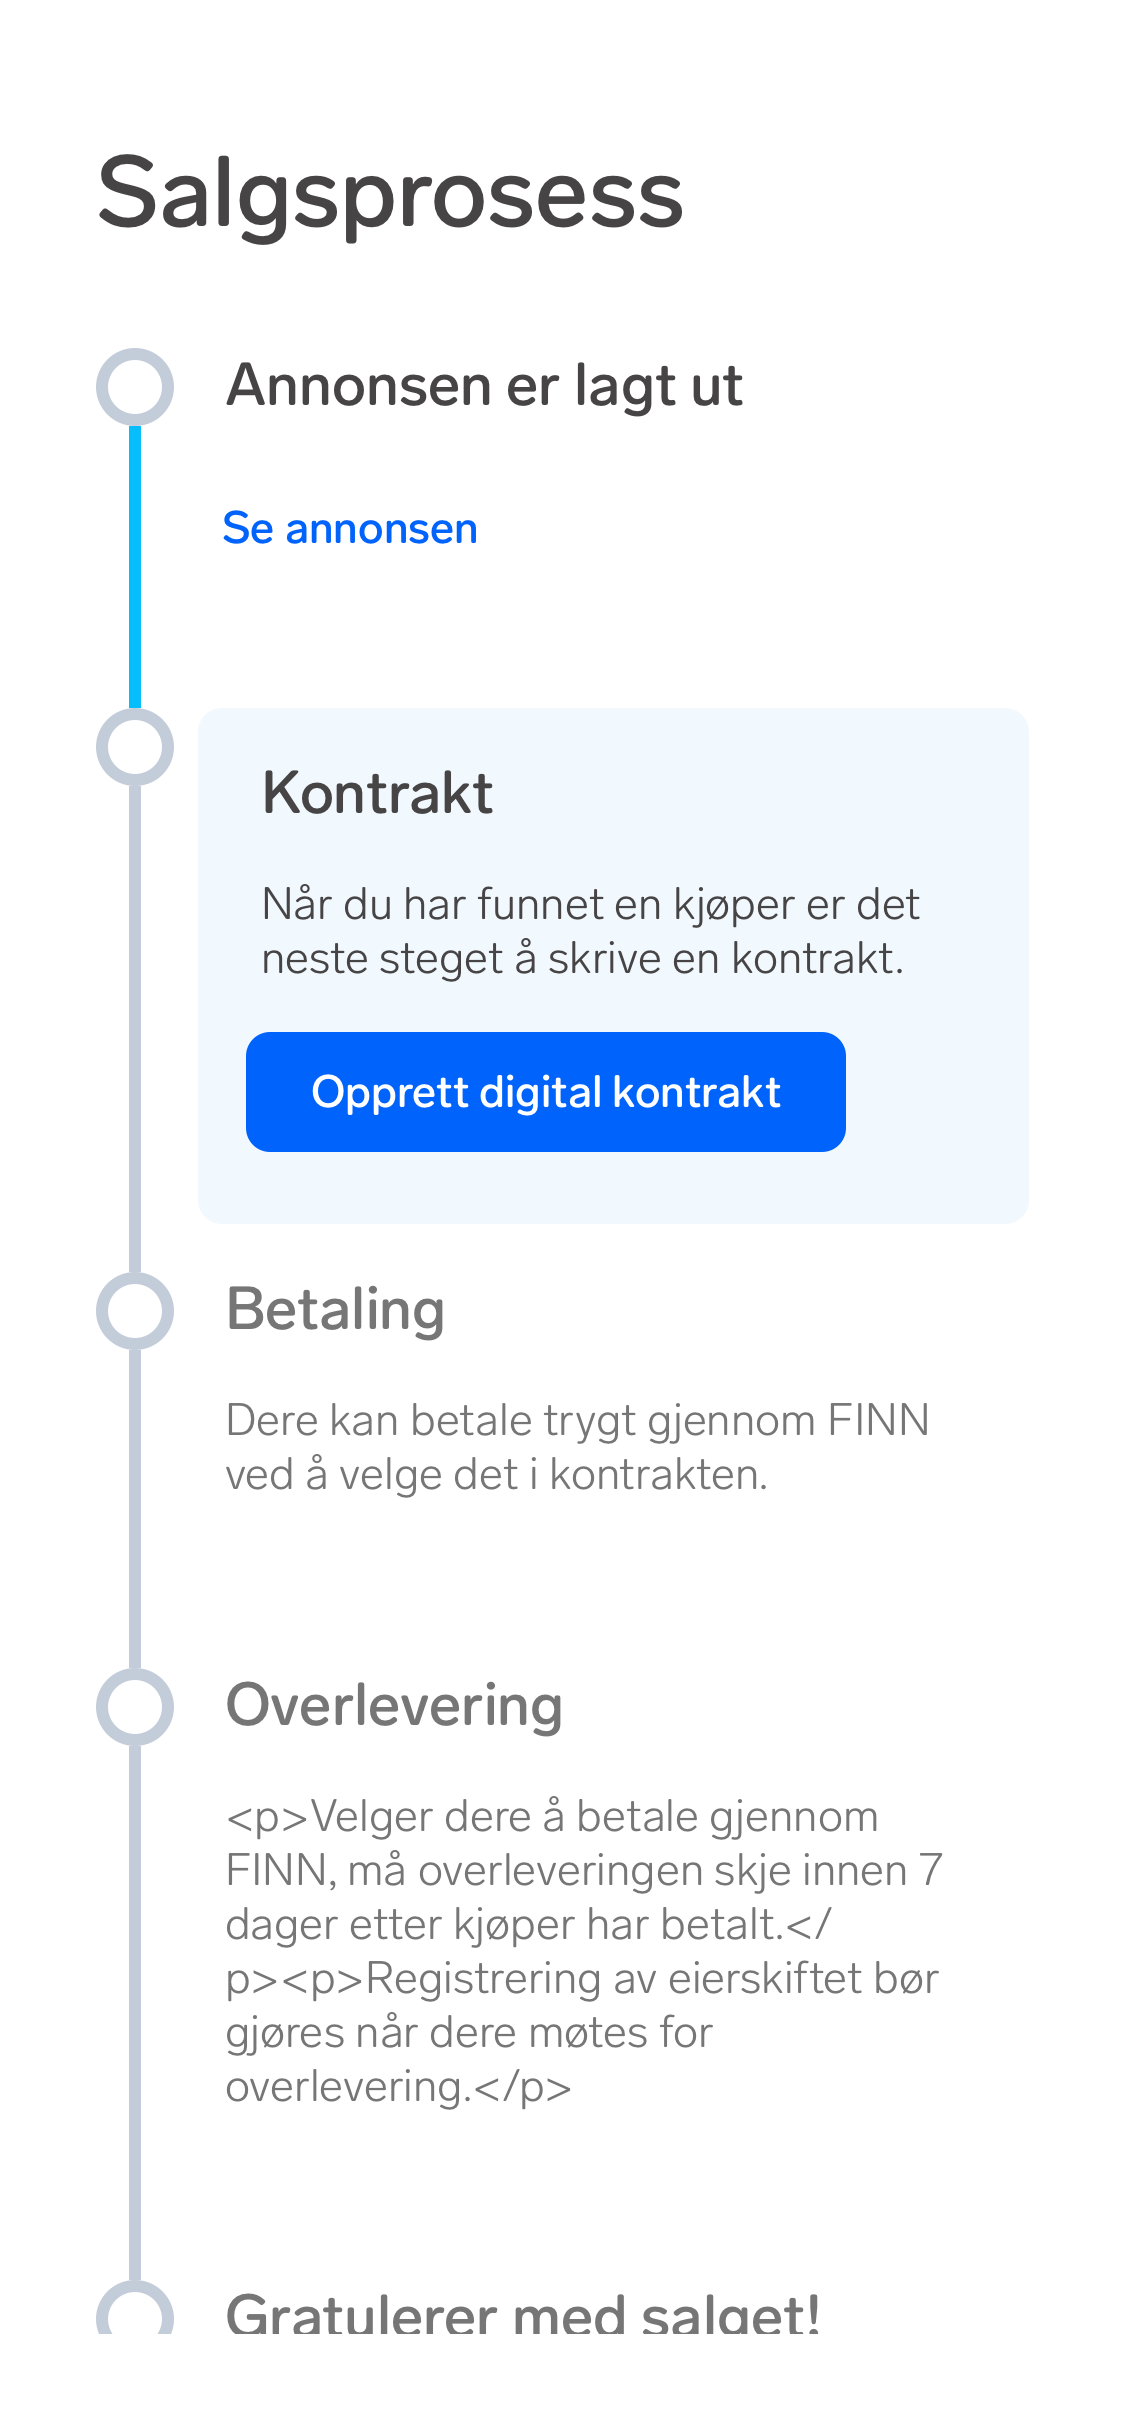 Salgsprosess
Annonsen er lagt ut
Se annonsen
Kontrakt
Når du har funnet en kjøper er det
neste steget å skrive en kontrakt.
Opprett digital kontrakt
Betaling
Dere kan betale trygt gjennom FINN
ved å velge det i kontrakten.
Overlevering
<p>Velger dere å betale gjennom
FINN, må overleveringen skje innen 7
dager etter kjøper har betalt.</
p><p>Registrering av eierskiftet bør
gjøres når dere møtes for
overlevering.</p>
Gratulerer med salget!